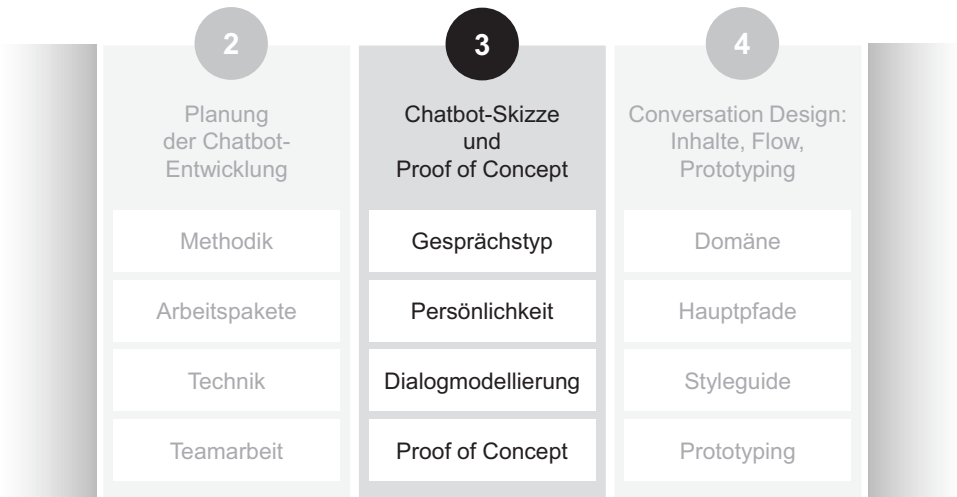 2
Planung
der Chatbot-
Entwicklung
Methodik
Arbeitspakete
Technik
Teamarbeit
3
Chatbot-Skizze
und
Proof of Concept
Gesprächstyp
Persönlichkeit
Dialogmodellierung
Proof of Concept
4
Conversation Design:
Inhalte, Flow,
Prototyping
Domäne
Hauptpfade
Styleguide
Prototyping